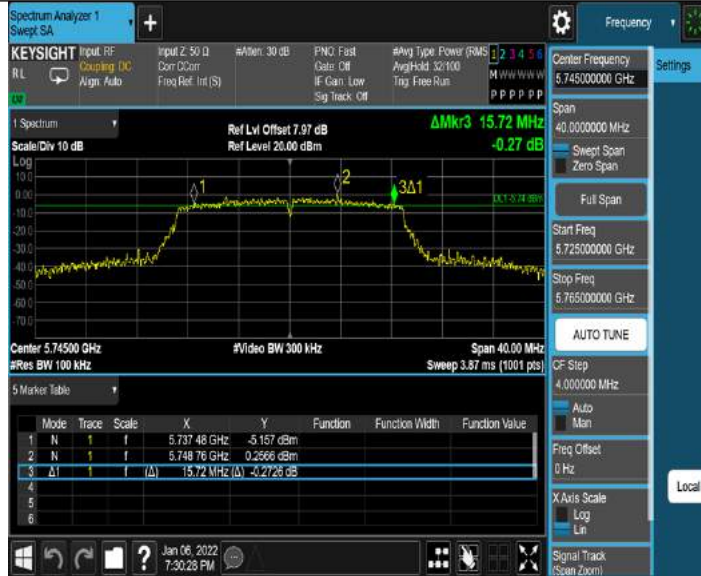 Spectrum Analyzer 1
Swept SA
Frequency
KEYSIGHT
RL
Input: RF
Coupling: DC
Align: Auto
Input Z: 50 Ω
Corr CCorr
Freq Ref: Int (S)
#Atten: 30 dB
PNO: Fast
Gate: Off
IF Gain: Low
Sig Track: Off
#Avg Type: Power (RMS
Avg|Hold: 32/100
Trig: Free Run
1 2 3 4 5 6
M W W W W W
P P P P P P
Center Frequency
5.745000000 GHz
Settings
1 Spectrum
Scale/Div 10 dB
Ref Lvl Offset 7.97 dB
Ref Level 20.00 dBm
ΔMkr3 15.72 MHz
-0.27 dB
Span
40.0000000 MHz
Swept Span
Zero Span
Log
10.0
0.00
-10.0
-20.0
-30.0
-40.0
-50.0
-60.0
-70.0
1
2
3Δ1
DL1 -5.74 dBm
Full Span
Start Freq
5.725000000 GHz
Stop Freq
5.765000000 GHz
AUTO TUNE
Center 5.74500 GHz
#Res BW 100 kHz
#Video BW 300 kHz
Span 40.00 MHz
Sweep 3.87 ms (1001 pts)
CF Step
4.000000 MHz
Auto
Man
5 Marker Table
Mode Trace Scale X Y Function Function Width Function Value
1 N 1 f 5.737 48 GHz -5.157 dBm
2 N 1 f 5.748 76 GHz 0.2566 dBm
3 Δ1 1 f (Δ) 15.72 MHz (Δ) -0.2726 dB
4
5
6
Freq Offset
0 Hz
Local
X Axis Scale
Log
Lin
Signal Track
(Span Zoom)
?
Jan 06, 2022
7:30:28 PM